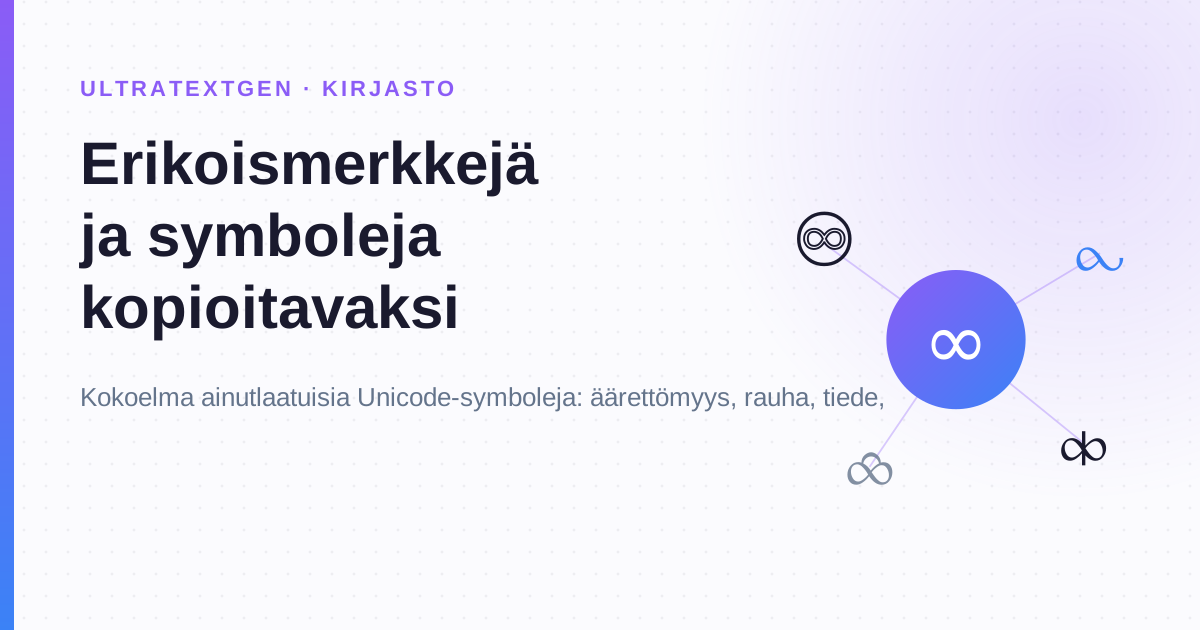 ULTRATEXTGEN · KIRJASTO
Erikoismerkkejä
ja symboleja
kopioitavaksi
Kokoelma ainutlaatuisia Unicode-symboleja: äärettömyys, rauha, tiede,
♾ ∝
∞
⧞